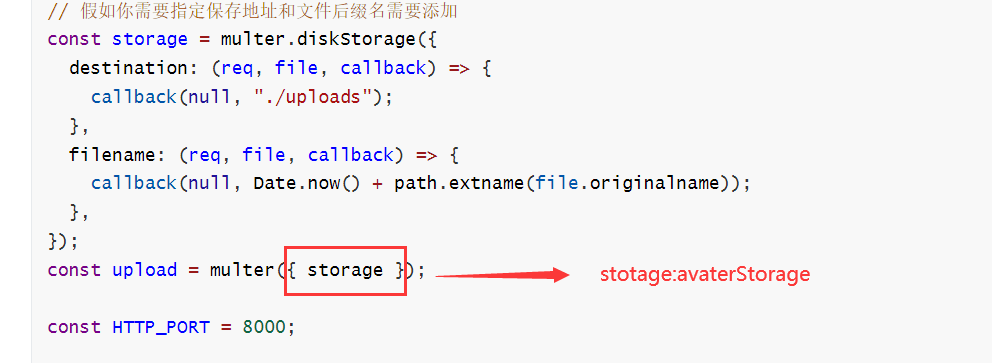 // 假如你需要指定保存地址和文件后缀名需要添加
const storage = multer.diskStorage({
  destination: (req, file, callback) => {
    callback(null, "./uploads");
  },
  filename: (req, file, callback) => {
    callback(null, Date.now() + path.extname(file.originalname));
  },
});
const upload = multer({ storage });
stotage:avaterStorage
const HTTP_PORT = 8000;